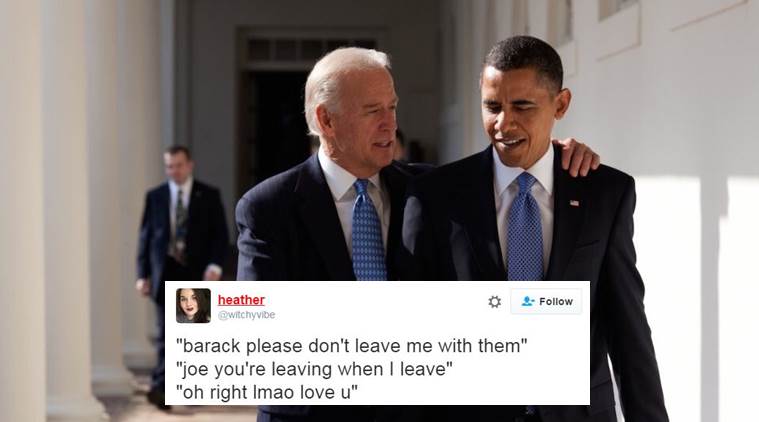 heather
@witchyvibe
Follow
"barack please don't leave me with them"
"joe you're leaving when I leave"
"oh right lmao love u"